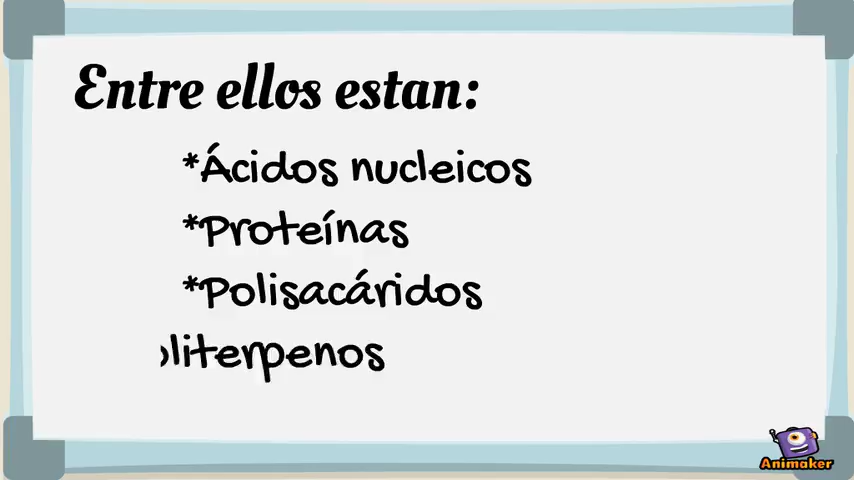 Entre ellos estan:
*Ácidos nucleicos
*Proteínas
*Polisacáridos
oliterpenos
Animaker